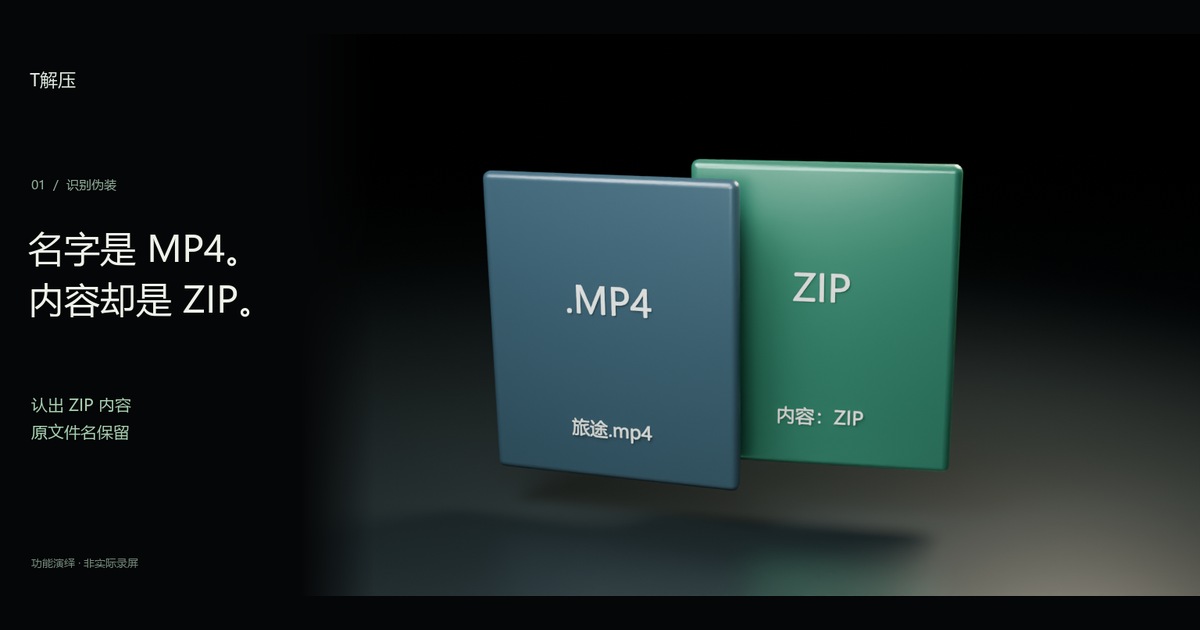 T解压
01 / 识别伪装
名字是 MP4。
内容却是 ZIP。
认出 ZIP 内容
原文件名保留
功能演绎 · 非实际录屏
.MP4
旅途.mp4
ZIP
内容：ZIP